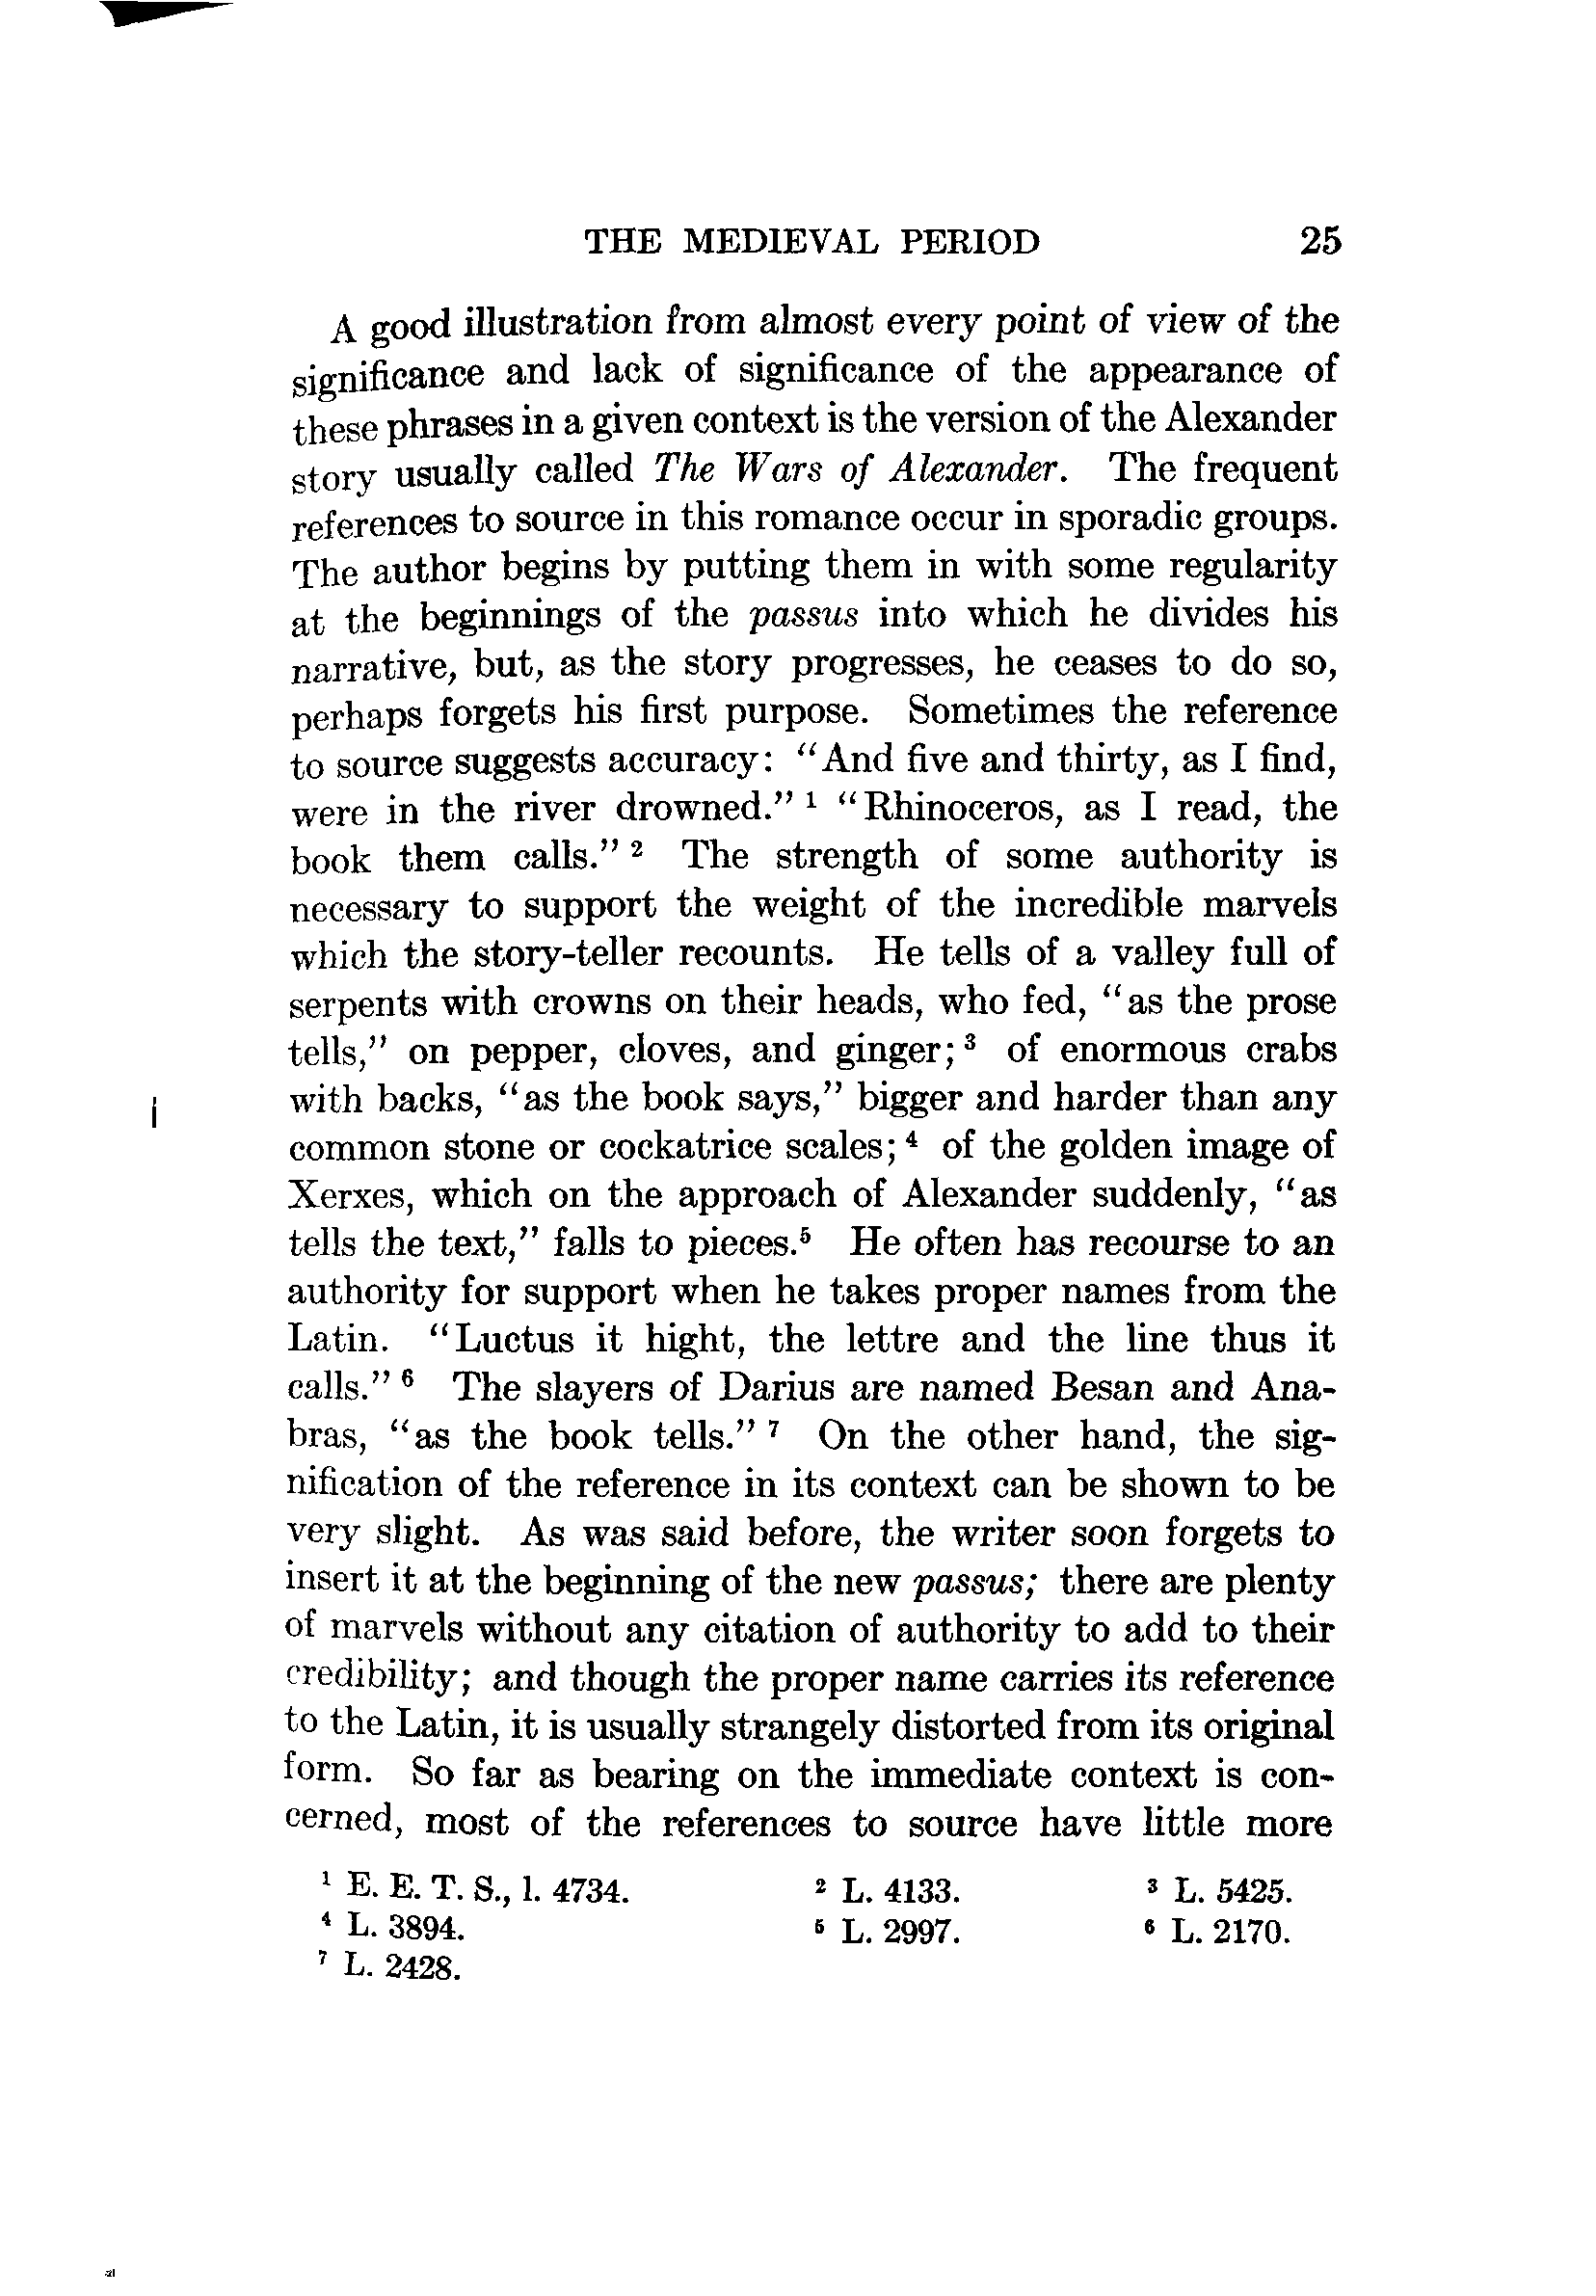 THE MEDIEVAL PERIOD 25
A good illustration from almost every point of view of the
significance and lack of significance of the appearance of
these phrases in a given context is the version of the Alexander
story usually called The Wars of Alexander. The frequent
references to source in this romance occur in sporadic groups.
The author begins by putting them in with some regularity
at the beginnings of the passus into which he divides his
narrative, but, as the story progresses, he ceases to do so,
perhaps forgets his first purpose. Sometimes the reference
to source suggests accuracy: "And five and thirty, as I find,
were in the river drowned." ¹ "Rhinoceros, as I read, the
book them calls." ² The strength of some authority is
necessary to support the weight of the incredible marvels
which the story-teller recounts. He tells of a valley full of
serpents with crowns on their heads, who fed, "as the prose
tells," on pepper, cloves, and ginger; ³ of enormous crabs
with backs, "as the book says," bigger and harder than any
common stone or cockatrice scales; ⁴ of the golden image of
Xerxes, which on the approach of Alexander suddenly, "as
tells the text," falls to pieces.⁵ He often has recourse to an
authority for support when he takes proper names from the
Latin. "Luctus it hight, the lettre and the line thus it
calls." ⁶ The slayers of Darius are named Besan and Ana-
bras, "as the book tells." ⁷ On the other hand, the sig-
nification of the reference in its context can be shown to be
very slight. As was said before, the writer soon forgets to
insert it at the beginning of the new passus; there are plenty
of marvels without any citation of authority to add to their
credibility; and though the proper name carries its reference
to the Latin, it is usually strangely distorted from its original
form. So far as bearing on the immediate context is con-
cerned, most of the references to source have little more
¹ E. E. T. S., l. 4734. ² L. 4133. ³ L. 5425.
⁴ L. 3894. ⁵ L. 2997. ⁶ L. 2170.
⁷ L. 2428.